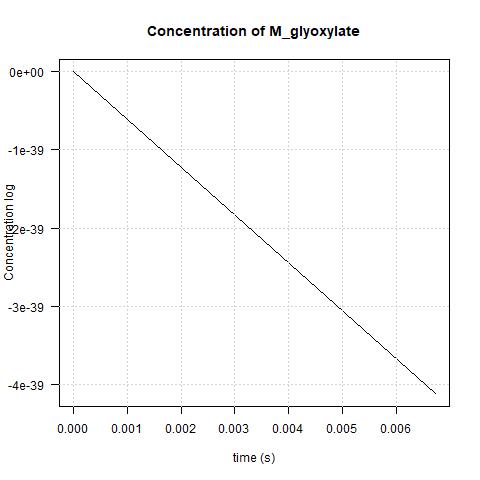 Concentration of M_glyoxylate
Concentration log
0e+00
-1e-39
-2e-39
-3e-39
-4e-39
0.000 0.001 0.002 0.003 0.004 0.005 0.006
time (s)